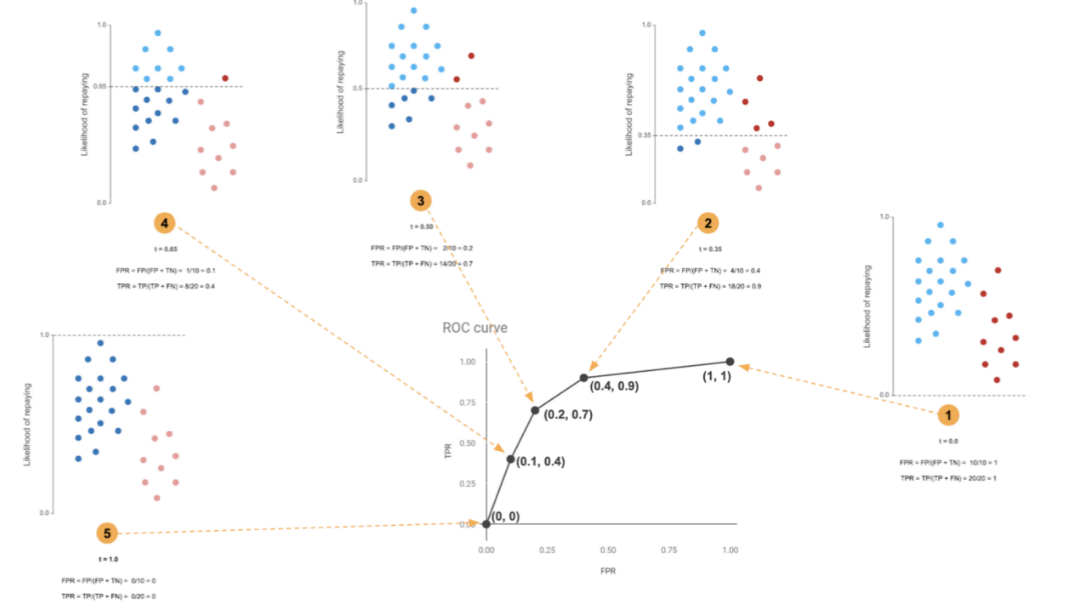 1.0
Likelihood of repaying
0.65
0.0
4
t = 0.65
FPR = FP/(FP + TN) = 1/10 = 0.1
TPR = TP/(TP + FN) = 8/20 = 0.4
1.0
Likelihood of repaying
0.5
0.0
3
t = 0.50
FPR = FP/(FP + TN) = 2/10 = 0.2
TPR = TP/(TP + FN) = 14/20 = 0.7
1.0
Likelihood of repaying
0.35
0.0
2
t = 0.35
FPR = FP/(FP + TN) = 4/10 = 0.4
TPR = TP/(TP + FN) = 18/20 = 0.9
1.0
Likelihood of repaying
0.0
1
t = 0.0
FPR = FP/(FP + TN) = 10/10 = 1
TPR = TP/(TP + FN) = 20/20 = 1
1.0
Likelihood of repaying
0.0
5
t = 1.0
FPR = FP/(FP + TN) = 0/10 = 0
TPR = TP/(TP + FN) = 0/20 = 0
ROC curve
1.00
0.75
0.50
0.25
0.00
TPR
(1, 1)
(0.4, 0.9)
(0.2, 0.7)
(0.1, 0.4)
(0, 0)
0.00 0.25 0.50 0.75 1.00
FPR